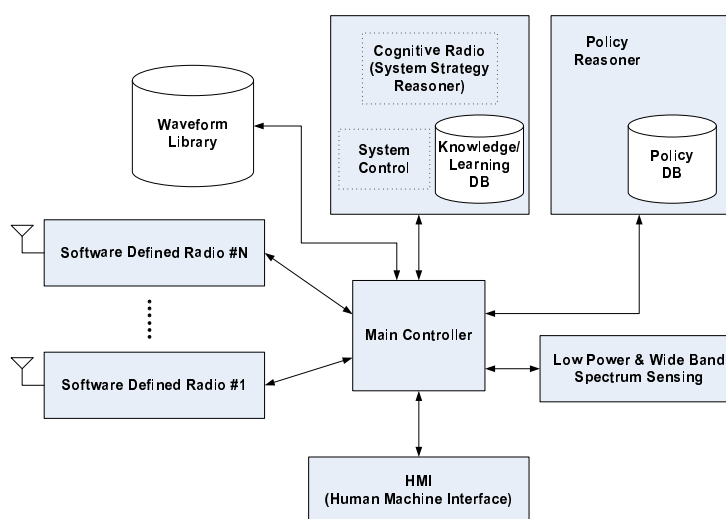 Cognitive Radio
(System Strategy
Reasoner)
Policy
Reasoner
Waveform
Library
System
Control
Knowledge/
Learning
DB
Policy
DB
Software Defined Radio #N
Main Controller
Software Defined Radio #1
Low Power & Wide Band
Spectrum Sensing
HMI
(Human Machine Interface)